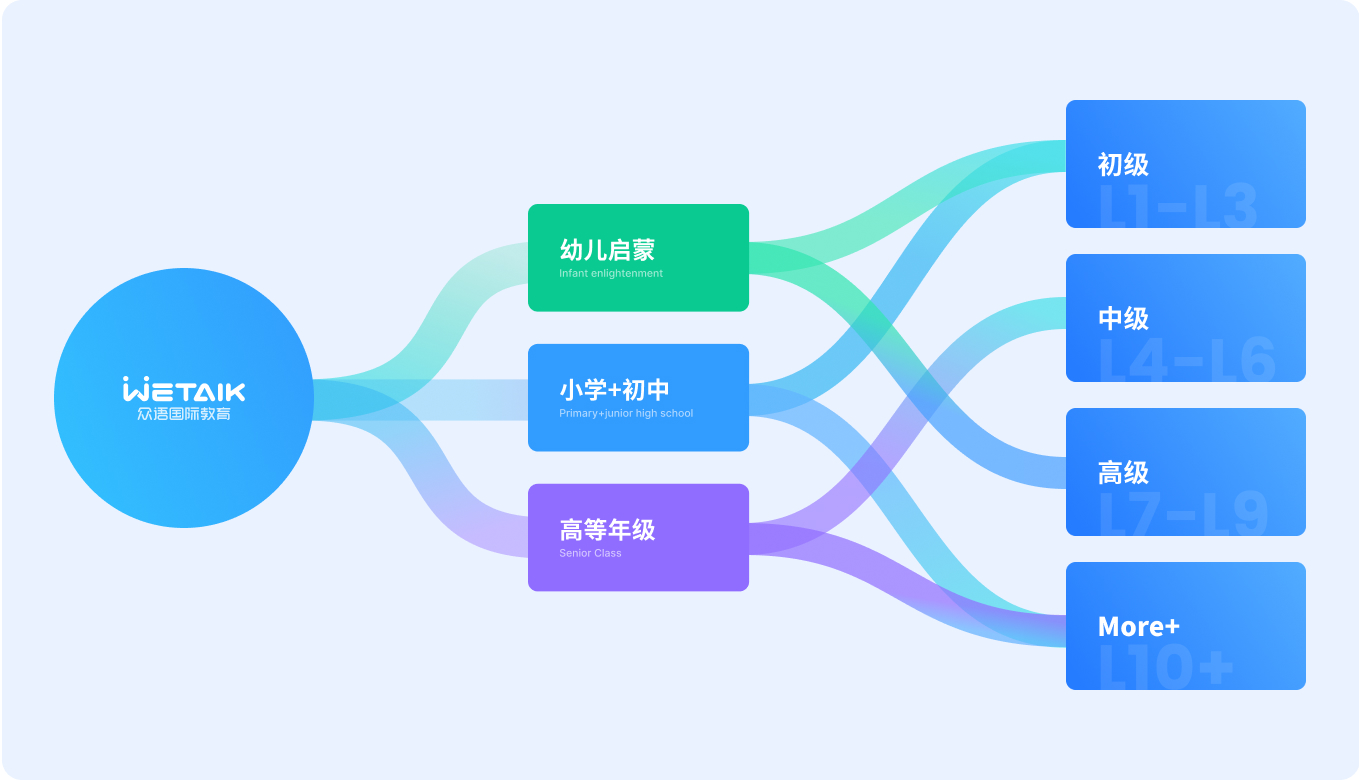 WETALK
众语国际教育
幼儿启蒙
Infant enlightenment
小学+初中
Primary+junior high school
高等年级
Senior Class
初级
L1-L3
中级
L4-L6
高级
L7-L9
More+
L10+